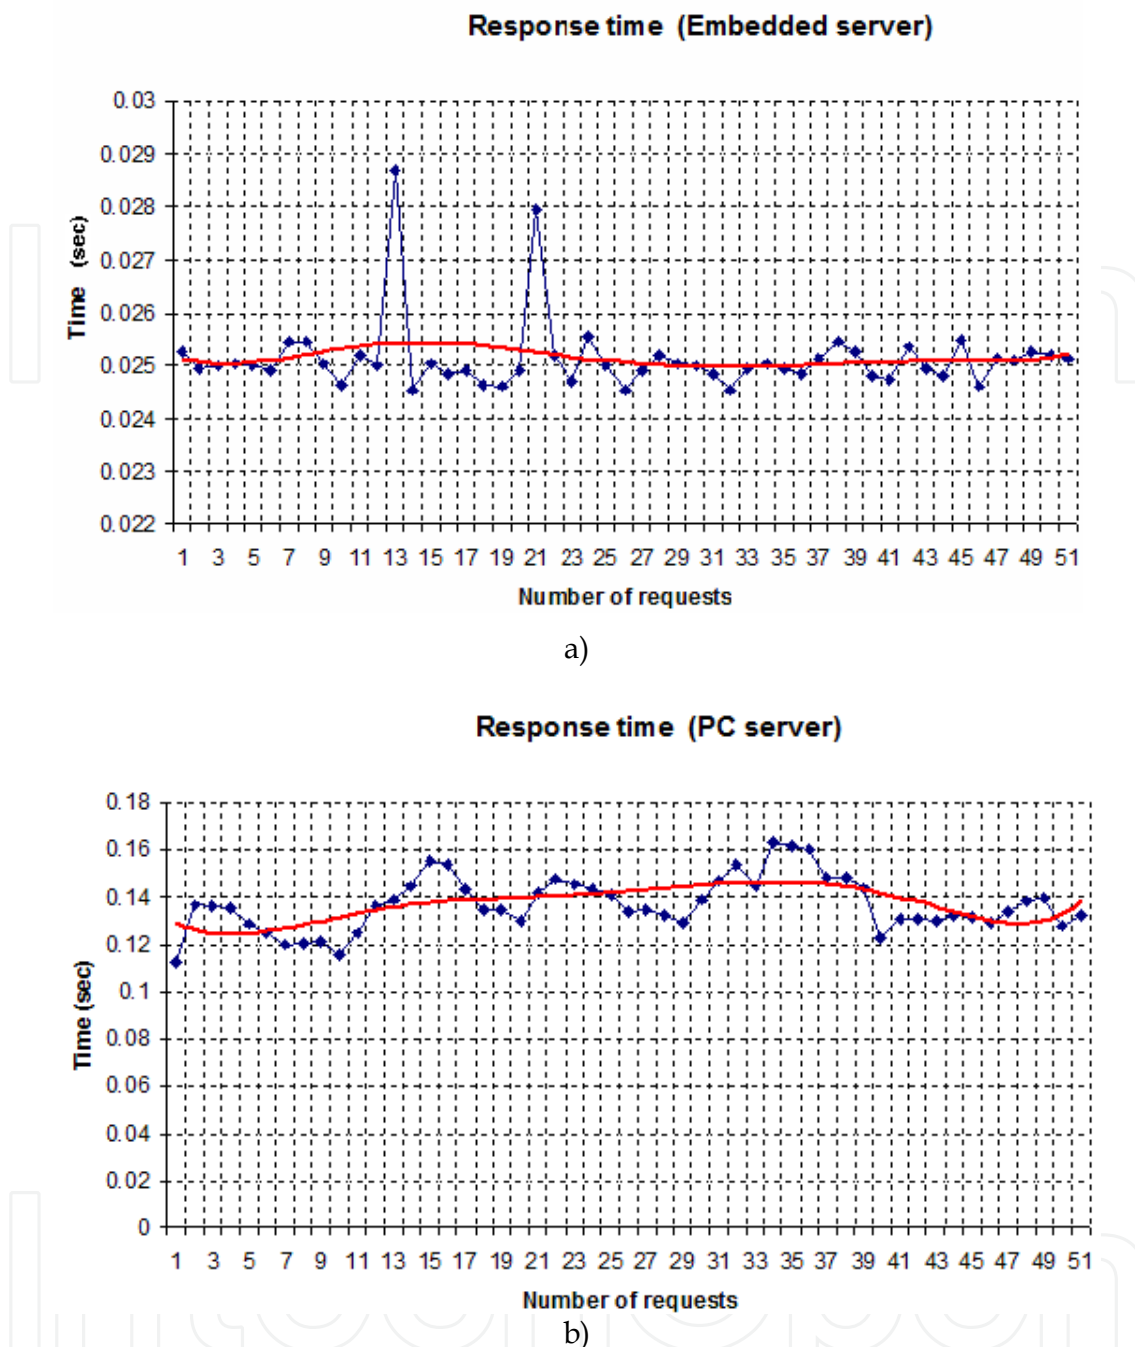 Response time (Embedded server)
0.03
0.029
0.028
0.027
0.026
0.025
0.024
0.023
0.022
Time (sec)
1 3 5 7 9 11 13 15 17 19 21 23 25 27 29 31 33 35 37 39 41 43 45 47 49 51
Number of requests
a)
Response time (PC server)
0.18
0.16
0.14
0.12
0.1
0.08
0.06
0.04
0.02
0
Time (sec)
1 3 5 7 9 11 13 15 17 19 21 23 25 27 29 31 33 35 37 39 41 43 45 47 49 51
Number of requests
b)